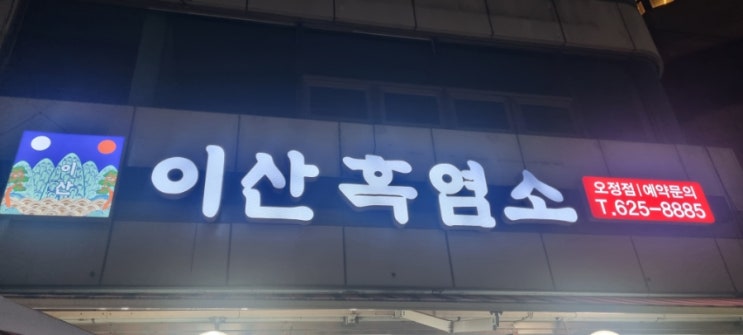 이산
이산흑염소
오정점 | 예약문의
T.625-8885